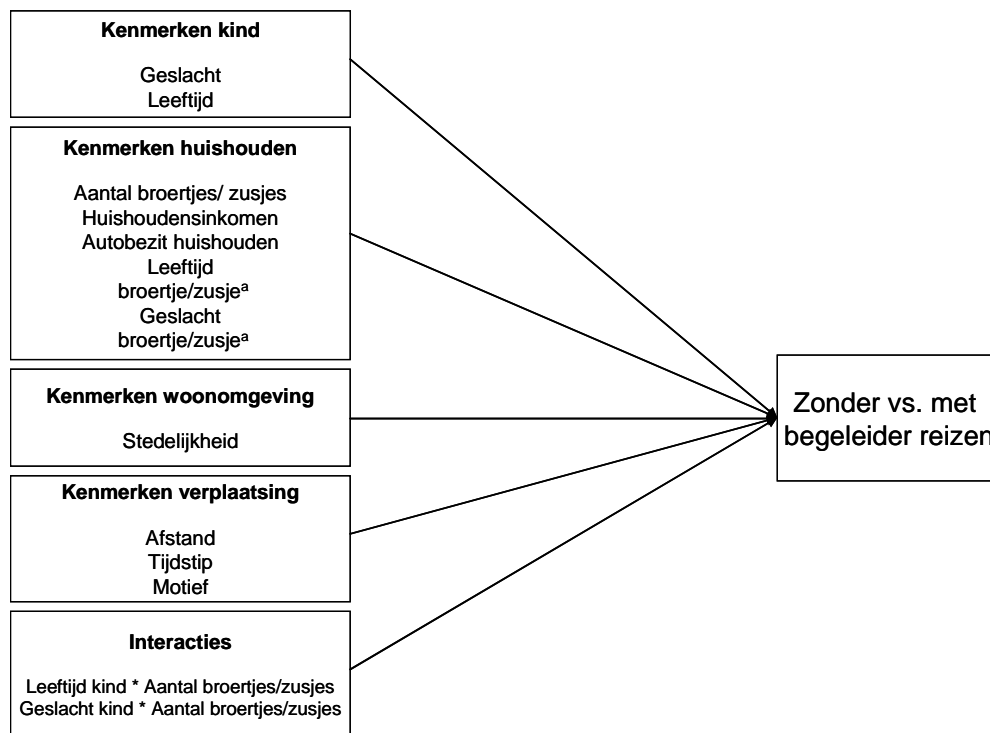 Kenmerken kind
Geslacht
Leeftijd
Kenmerken huishouden
Aantal broertjes/ zusjes
Huishoudensinkomen
Autobezit huishouden
Leeftijd
broertje/zusjeᵃ
Geslacht
broertje/zusjeᵃ
Kenmerken woonomgeving
Stedelijkheid
Kenmerken verplaatsing
Afstand
Tijdstip
Motief
Interacties
Leeftijd kind * Aantal broertjes/zusjes
Geslacht kind * Aantal broertjes/zusjes
Zonder vs. met
begeleider reizen